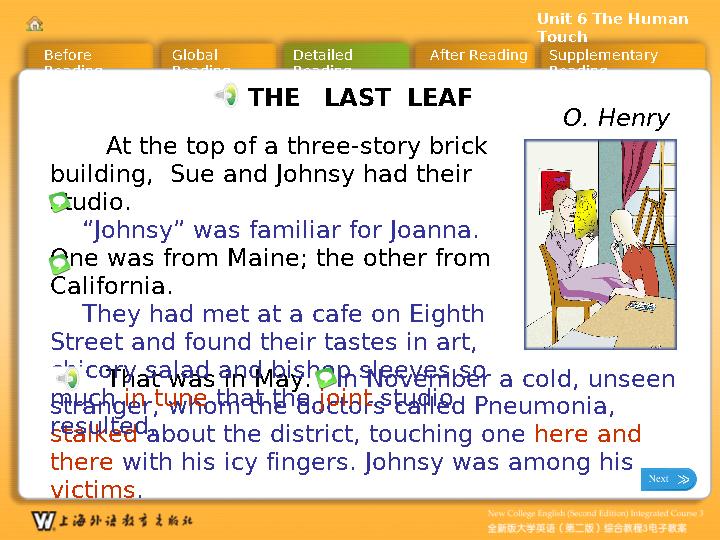 Unit 6 The Human
Touch
Before
Reading
Global
Reading
Detailed
Reading
After Reading
Supplementary
Reading
THE LAST LEAF
O. Henry
At the top of a three-story brick
building, Sue and Johnsy had their
studio.
“Johnsy” was familiar for Joanna.
One was from Maine; the other from
California.
They had met at a cafe on Eighth
Street and found their tastes in art,
chicory salad and bishop sleeves so
much in tune that the joint studio
resulted.
That was in May. In November a cold, unseen
stranger, whom the doctors called Pneumonia,
stalked about the district, touching one here and
there with his icy fingers. Johnsy was among his
victims.
Next
W 上海外语教育出版社
New College English (Second Edition) Integrated Course 3
全新版大学英语（第二版）综合教程3电子教案